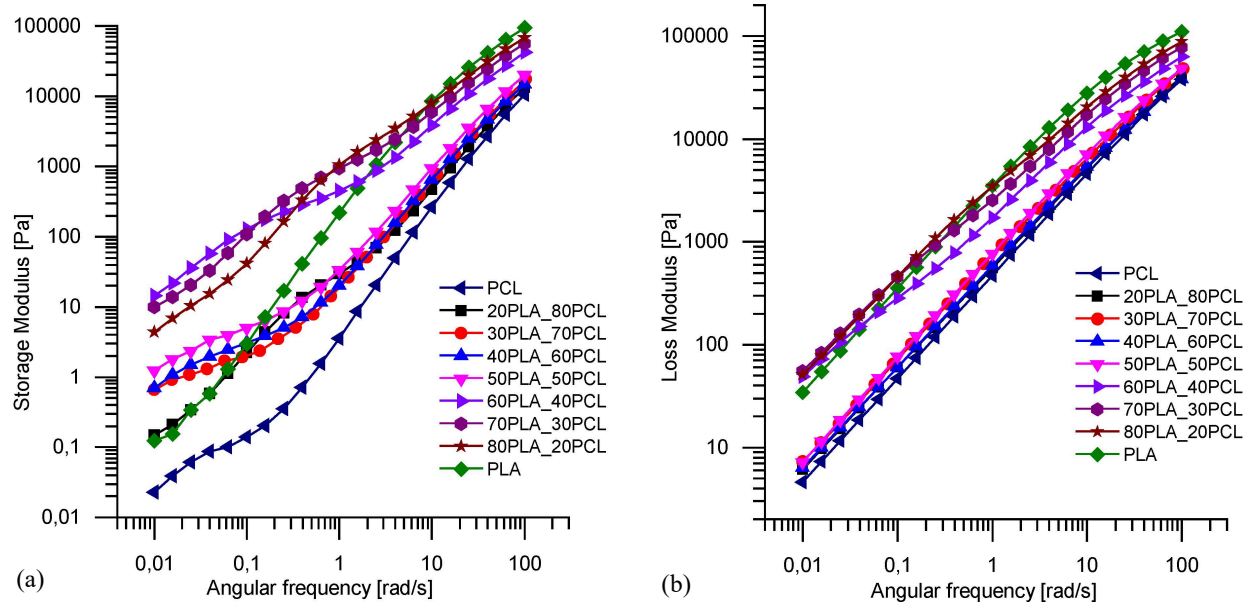 100000
10000
1000
100
10
1
0,1
0,01
Storage Modulus [Pa]
0,01 0,1 1 10 100
Angular frequency [rad/s]
PCL
20PLA_80PCL
30PLA_70PCL
40PLA_60PCL
50PLA_50PCL
60PLA_40PCL
70PLA_30PCL
80PLA_20PCL
PLA
(a)
100000
10000
1000
100
10
Loss Modulus [Pa]
0,01 0,1 1 10 100
Angular frequency [rad/s]
PCL
20PLA_80PCL
30PLA_70PCL
40PLA_60PCL
50PLA_50PCL
60PLA_40PCL
70PLA_30PCL
80PLA_20PCL
PLA
(b)